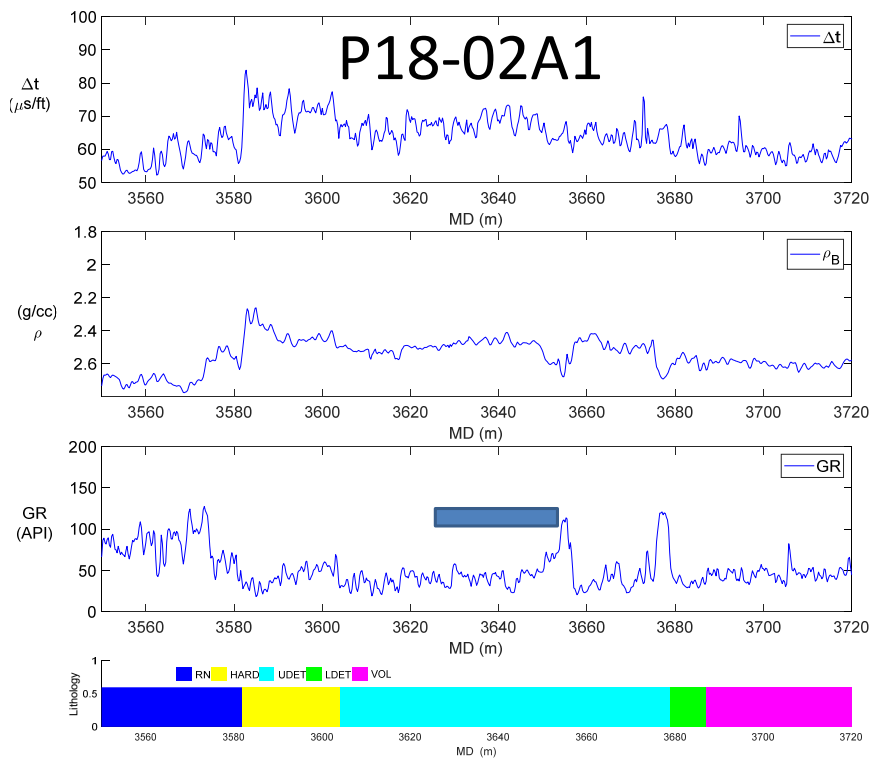 P18-02A1
100
90
80
70
60
50
Δt
(μs/ft)
Δt
3560 3580 3600 3620 3640 3660 3680 3700 3720
MD (m)
1.8
2
2.2
2.4
2.6
(g/cc)
ρ
ρB
3560 3580 3600 3620 3640 3660 3680 3700 3720
MD (m)
200
150
100
50
0
GR
(API)
GR
3560 3580 3600 3620 3640 3660 3680 3700 3720
MD (m)
1
0.5
0
Lithology
RN HARD UDET LDET VOL
3560 3580 3600 3620 3640 3660 3680 3700 3720
MD (m)